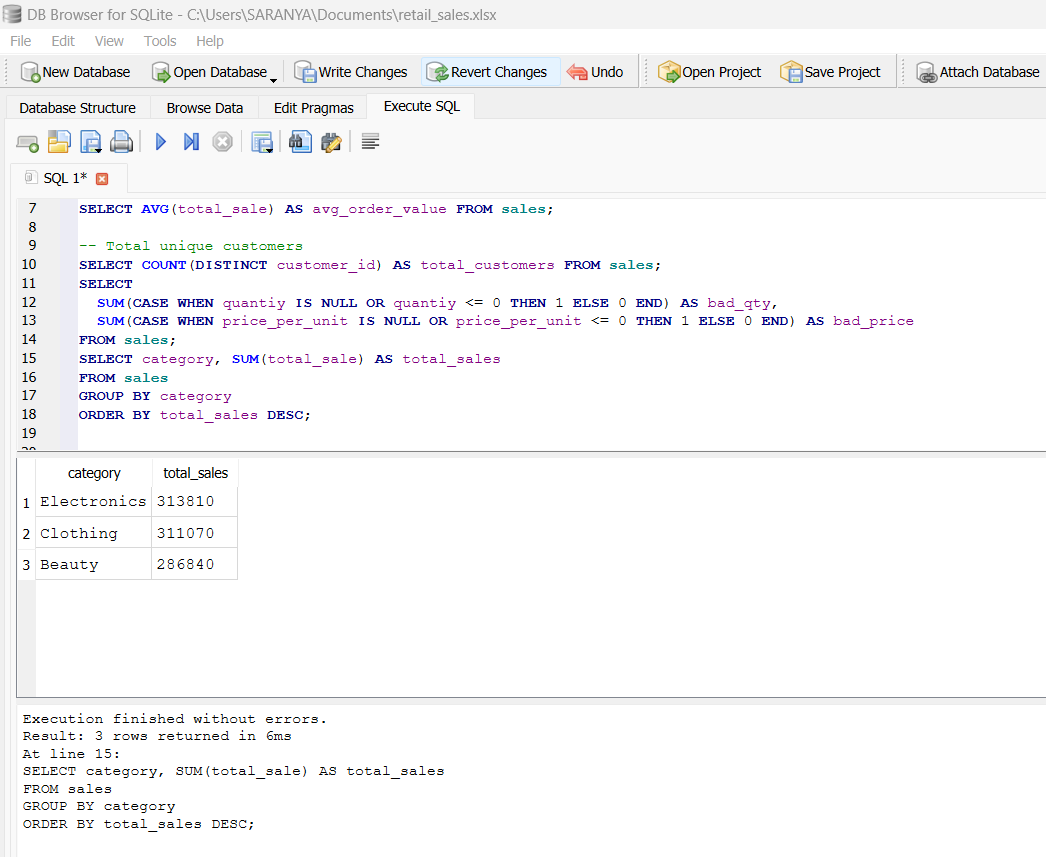 DB Browser for SQLite - C:\Users\SARANYA\Documents\retail_sales.xlsx
File Edit View Tools Help
New Database Open Database Write Changes Revert Changes Undo Open Project Save Project Attach Database
Database Structure Browse Data Edit Pragmas Execute SQL
SQL 1*
7 SELECT AVG(total_sale) AS avg_order_value FROM sales;
8
9 -- Total unique customers
10 SELECT COUNT(DISTINCT customer_id) AS total_customers FROM sales;
11 SELECT
12 SUM(CASE WHEN quantiy IS NULL OR quantiy <= 0 THEN 1 ELSE 0 END) AS bad_qty,
13 SUM(CASE WHEN price_per_unit IS NULL OR price_per_unit <= 0 THEN 1 ELSE 0 END) AS bad_price
14 FROM sales;
15 SELECT category, SUM(total_sale) AS total_sales
16 FROM sales
17 GROUP BY category
18 ORDER BY total_sales DESC;
19
category total_sales
1 Electronics 313810
2 Clothing 311070
3 Beauty 286840
Execution finished without errors.
Result: 3 rows returned in 6ms
At line 15:
SELECT category, SUM(total_sale) AS total_sales
FROM sales
GROUP BY category
ORDER BY total_sales DESC;